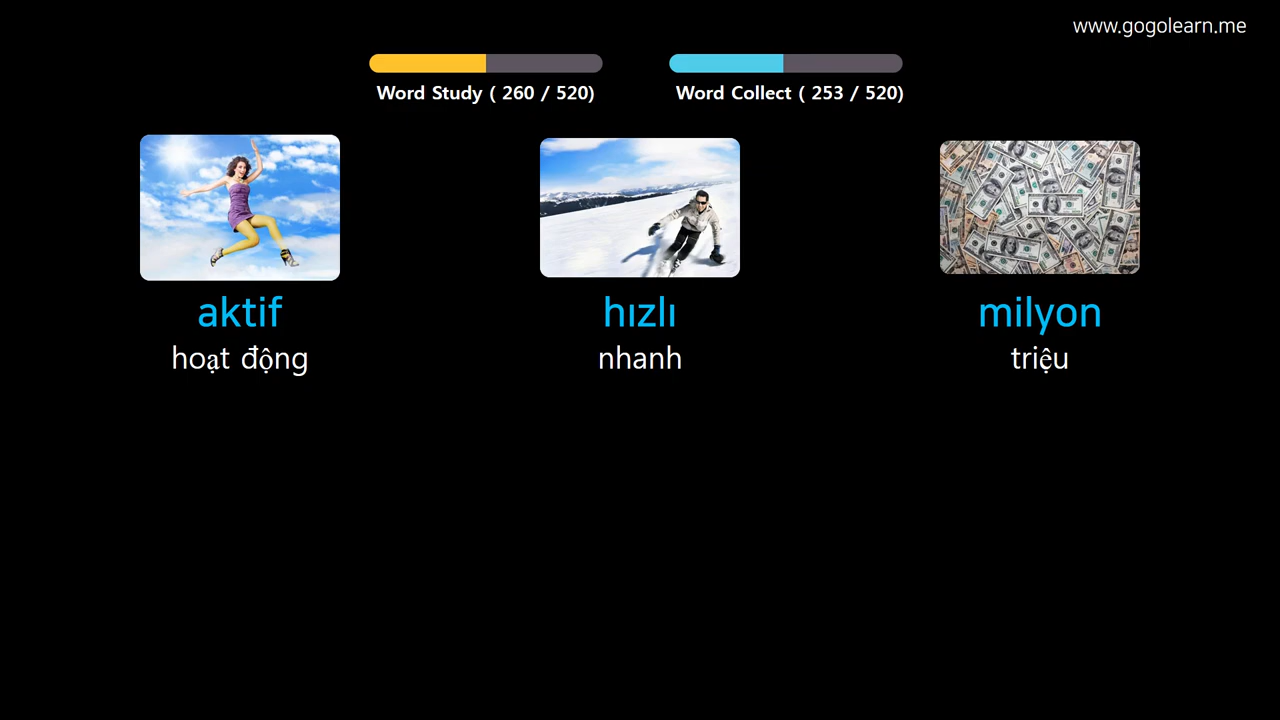 www.gogolearn.me
Word Study ( 260 / 520)
Word Collect ( 253 / 520)
aktif
hoạt động
hızlı
nhanh
milyon
triệu